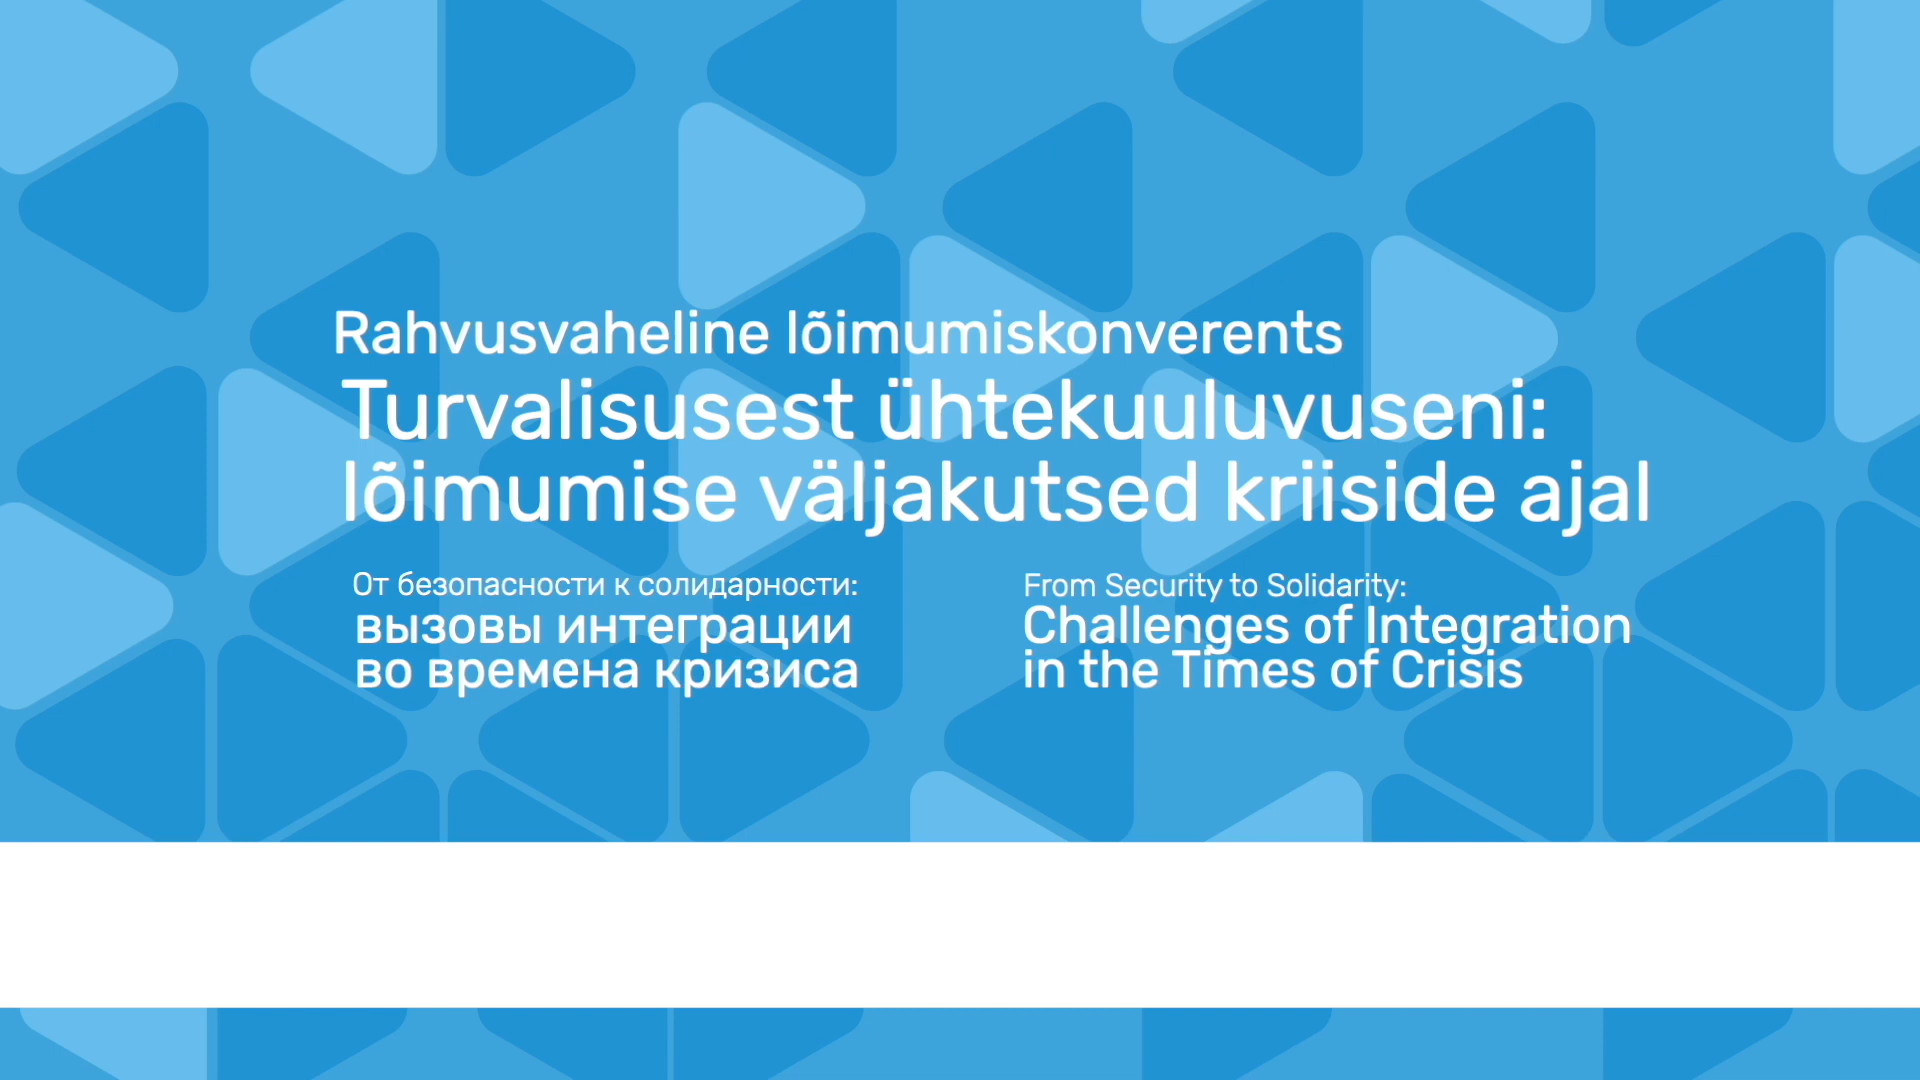 Rahvusvaheline lõimumiskonverents
Turvalisusest ühtekuuluvuseni:
lõimumise väljakutsed kriiside ajal
От безопасности к солидарности:
вызовы интеграции
во времена кризиса
From Security to Solidarity:
Challenges of Integration
in the Times of Crisis